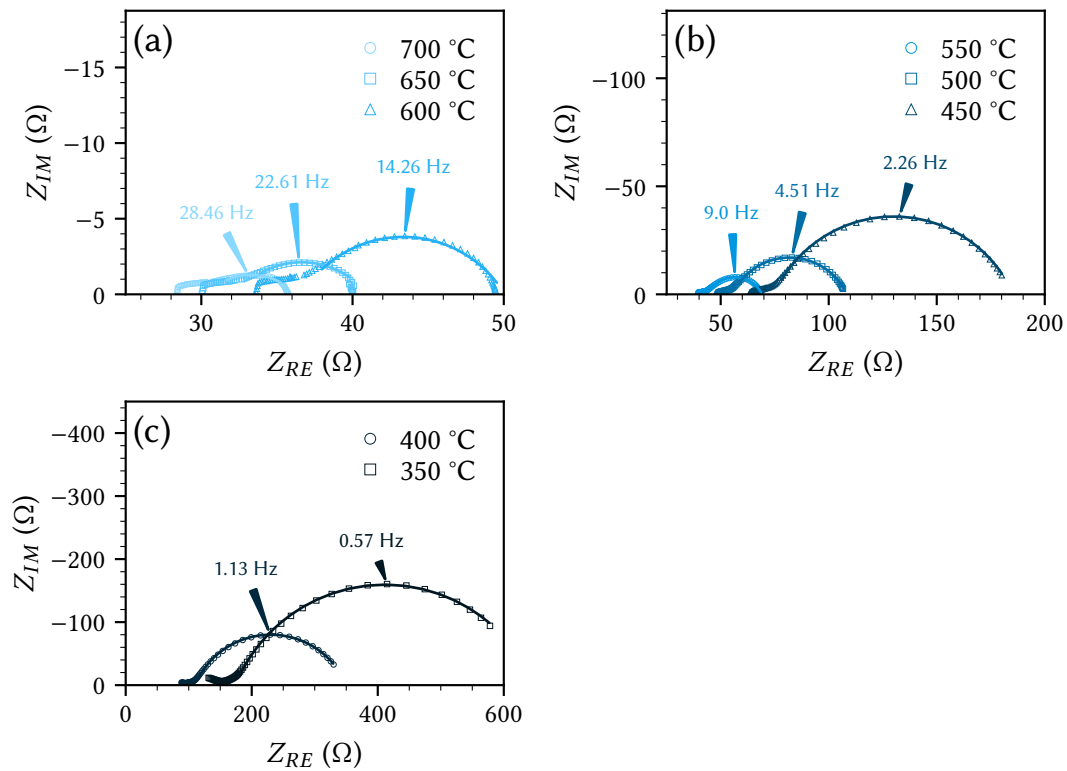 (a)
700 °C
650 °C
600 °C
−15
−10
−5
0
Z_IM (Ω)
28.46 Hz
22.61 Hz
14.26 Hz
30
40
50
Z_RE (Ω)
(b)
550 °C
500 °C
450 °C
−100
−50
0
Z_IM (Ω)
9.0 Hz
4.51 Hz
2.26 Hz
50
100
150
200
Z_RE (Ω)
(c)
400 °C
350 °C
−400
−300
−200
−100
0
Z_IM (Ω)
1.13 Hz
0.57 Hz
0
200
400
600
Z_RE (Ω)